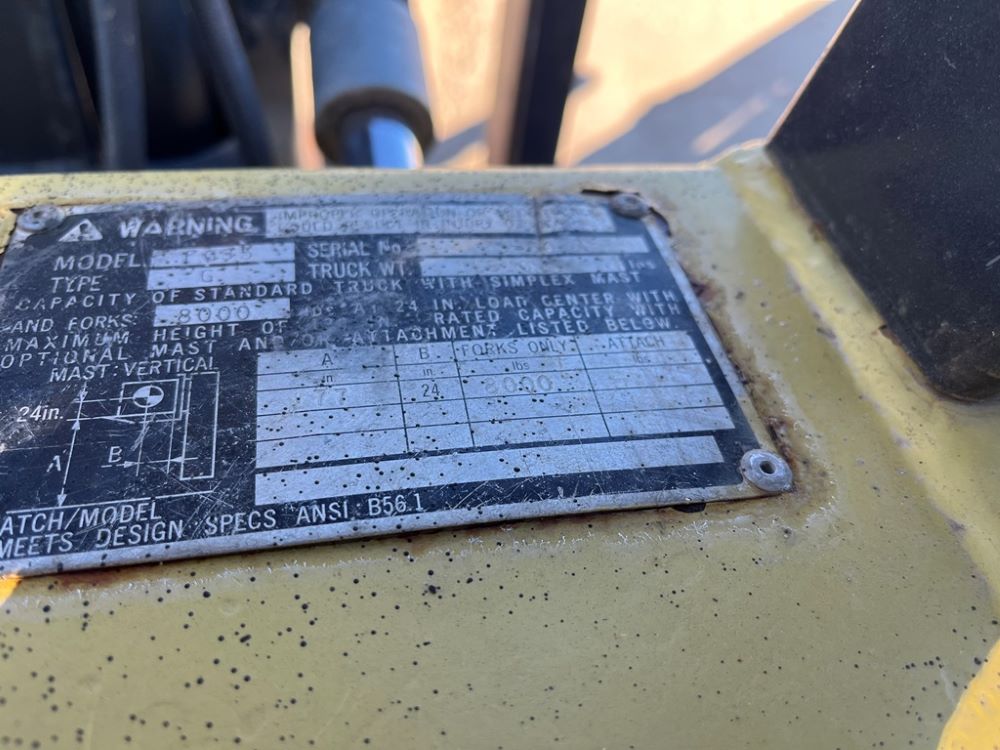 WARNING IMPROPER OPERATION
MODEL SERIAL No.
TYPE G TRUCK WT. lbs
CAPACITY OF STANDARD TRUCK WITH SIMPLEX MAST
AND FORKS: 8000 lbs AT 24 IN. LOAD CENTER WITH
MAXIMUM HEIGHT OF RATED CAPACITY WITH
OPTIONAL MAST AND/OR ATTACHMENT LISTED BELOW.
MAST: VERTICAL
A B FORKS ONLY ATTACH
in in. lbs lbs
77 24 8000
24in.
A
B
ATCH/MODEL
MEETS DESIGN SPECS ANSI B56.1